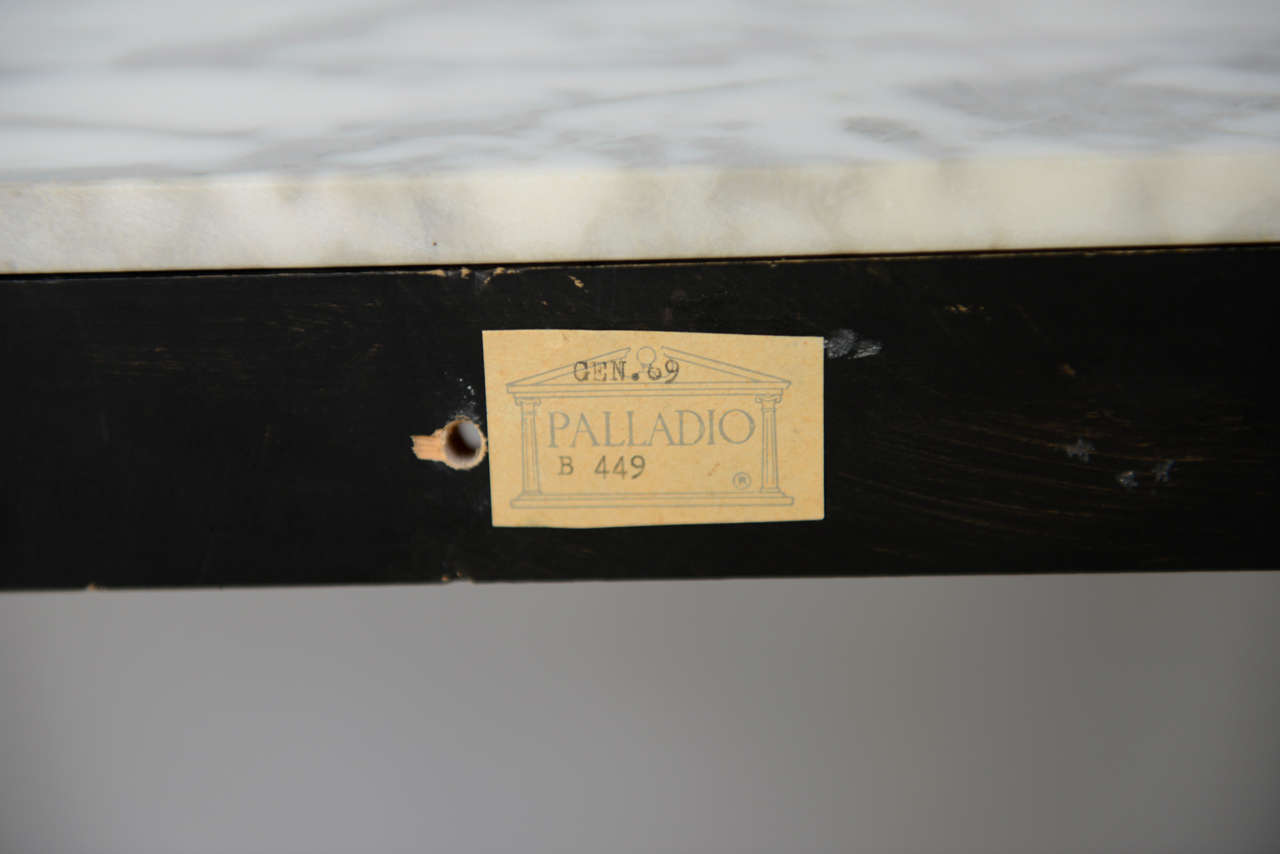 GEN. 69
PALLADIO
B 449
®